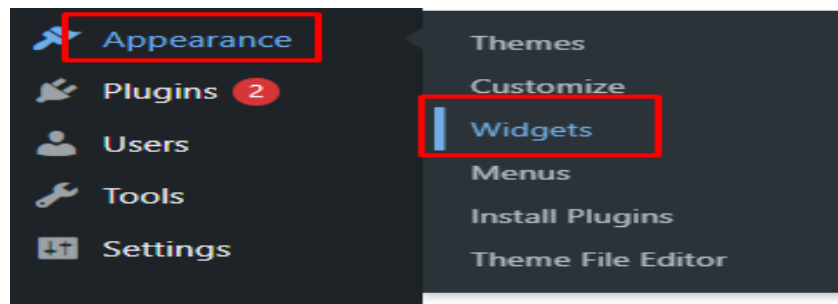 Appearance
Plugins 2
Users
Tools
Settings
Themes
Customize
Widgets
Menus
Install Plugins
Theme File Editor